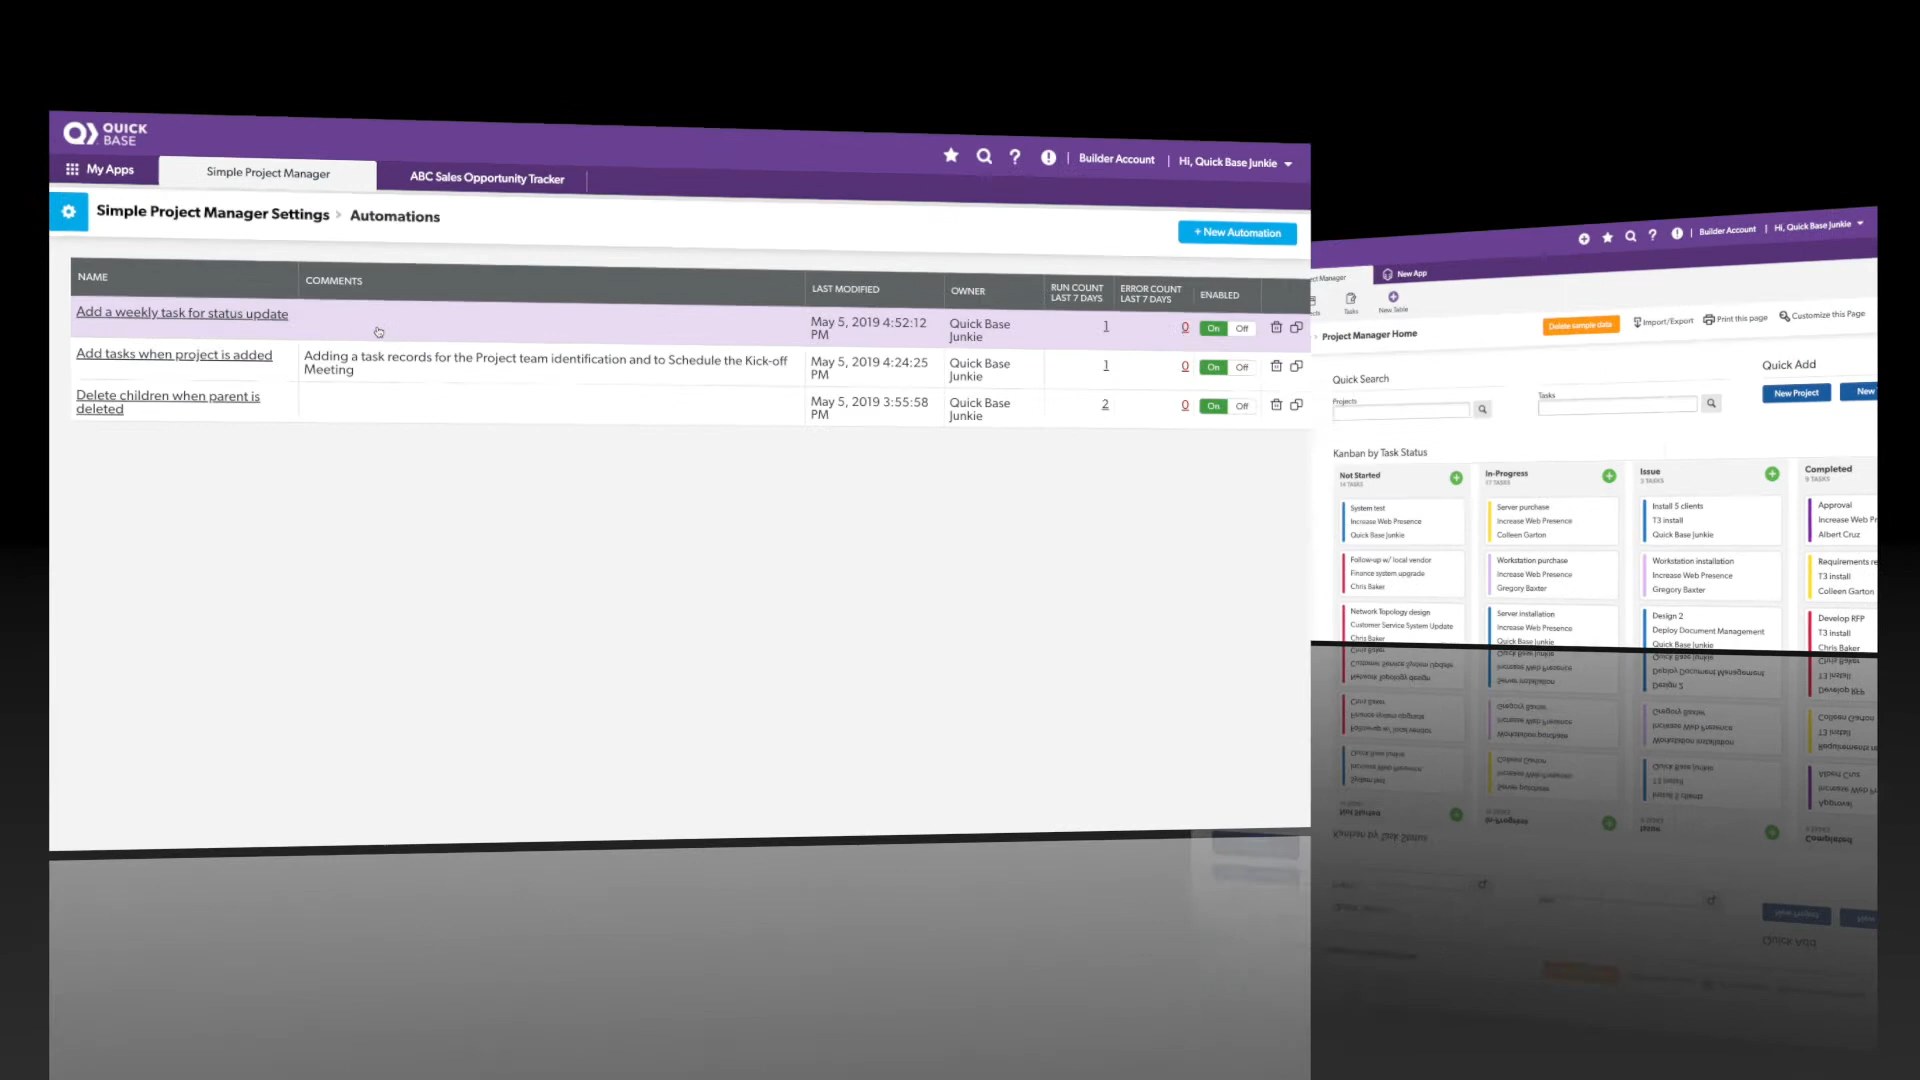 QUICK
BASE
My Apps
Simple Project Manager
ABC Sales Opportunity Tracker
Builder Account
Hi, Quick Base Junkie
Simple Project Manager Settings > Automations
+ New Automation
NAME
COMMENTS
LAST MODIFIED
OWNER
RUN COUNT
LAST 7 DAYS
ERROR COUNT
LAST 7 DAYS
ENABLED
Add a weekly task for status update
May 5, 2019 4:52:12
PM
Quick Base
Junkie
1
0
On Off
Add tasks when project is added
Adding a task records for the Project team identification and to Schedule the Kick-off
Meeting
May 5, 2019 4:24:25
PM
Quick Base
Junkie
1
0
On Off
Delete children when parent is
deleted
May 5, 2019 3:55:58
PM
Quick Base
Junkie
2
0
On Off
Builder Account
Hi, Quick Base Junkie
Manager
New App
Tasks
New Table
Project Manager Home
Delete sample data
Import/Export
Print this page
Customize this Page
Quick Search
Projects
Tasks
Quick Add
New Project
New
Kanban by Task Status
Not Started
14 TASKS
System test
Increase Web Presence
Quick Base Junkie
Follow-up w/ local vendor
Finance system upgrade
Chris Baker
Network Topology design
Customer Service System Update
Chris Baker
In-Progress
17 TASKS
Server purchase
Increase Web Presence
Colleen Garton
Workstation purchase
Increase Web Presence
Gregory Baxter
Server installation
Increase Web Presence
Quick Base Junkie
Issue
3 TASKS
Install 5 clients
T3 install
Quick Base Junkie
Workstation installation
Increase Web Presence
Gregory Baxter
Design 2
Deploy Document Management
Quick Base Junkie
Completed
9 TASKS
Approval
Increase Web Pr
Albert Cruz
Requirements re
T3 install
Colleen Garton
Develop RFP
T3 install
Chris Baker